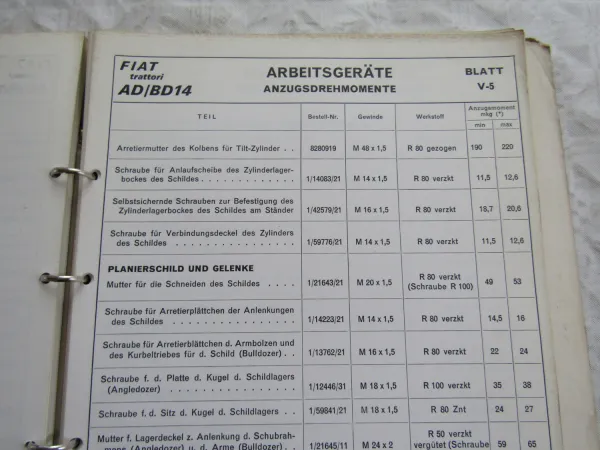 FIAT
trattori
AD/BD14
ARBEITSGERÄTE
ANZUGSDREHMOMENTE
BLATT
V-5
TEIL Bestell-Nr. Gewinde Werkstoff Anzugsmoment
mkg (*)
min max
Arretiermutter des Kolbens für Tilt-Zylinder . . 8280919 M 48 x 1,5 R 80 gezogen 190 220
Schraube für Anlaufscheibe des Zylinderlager-
bockes des Schildes . . . . . . . . . . . . . 1/14083/21 M 14 x 1,5 R 80 verzkt 11,5 12,6
Selbstsichernde Schrauben zur Befestigung des
Zylinderlagerbockes des Schildes am Ständer 1/42579/21 M 16 x 1,5 R 80 verzkt 18,7 20,6
Schraube für Verbindungsdeckel des Zylinders
des Schildes . . . . . . . . . . . . . . . . 1/59776/21 M 14 x 1,5 R 80 verzkt 11,5 12,6
PLANIERSCHILD UND GELENKE
Mutter für die Schneiden des Schildes . . . . 1/21643/21 M 20 x 1,5 R 80 verzkt
(Schraube R 100) 49 53
Schraube für Arretierplättchen der Anlenkungen
des Schildes . . . . . . . . . . . . . . . . 1/14223/21 M 14 x 1,5 R 80 verzkt 14,5 16
Schraube für Arretierblättchen d. Armbolzen und
des Kurbeltriebes für d. Schild (Bulldozer) . . 1/13762/21 M 16 x 1,5 R 80 verzkt 22 24
Schraube f. d. Platte d. Kugel d. Schildlagers
(Angledozer) . . . . . . . . . . . . . . . . 1/12446/31 M 18 x 1,5 R 100 verzkt 35 38
Schraube f. d. Sitz d. Kugel d. Schildlagers . . 1/59841/21 M 18 x 1,5 R 80 Znt 24 27
Mutter f. Lagerdeckel z. Anlenkung d. Schubrah-
mens (Angledozer) u. d. Arme (Bulldozer) 1/21645/11 M 24 x 2 R 50 verzkt
vergütet (Schraube 59 65